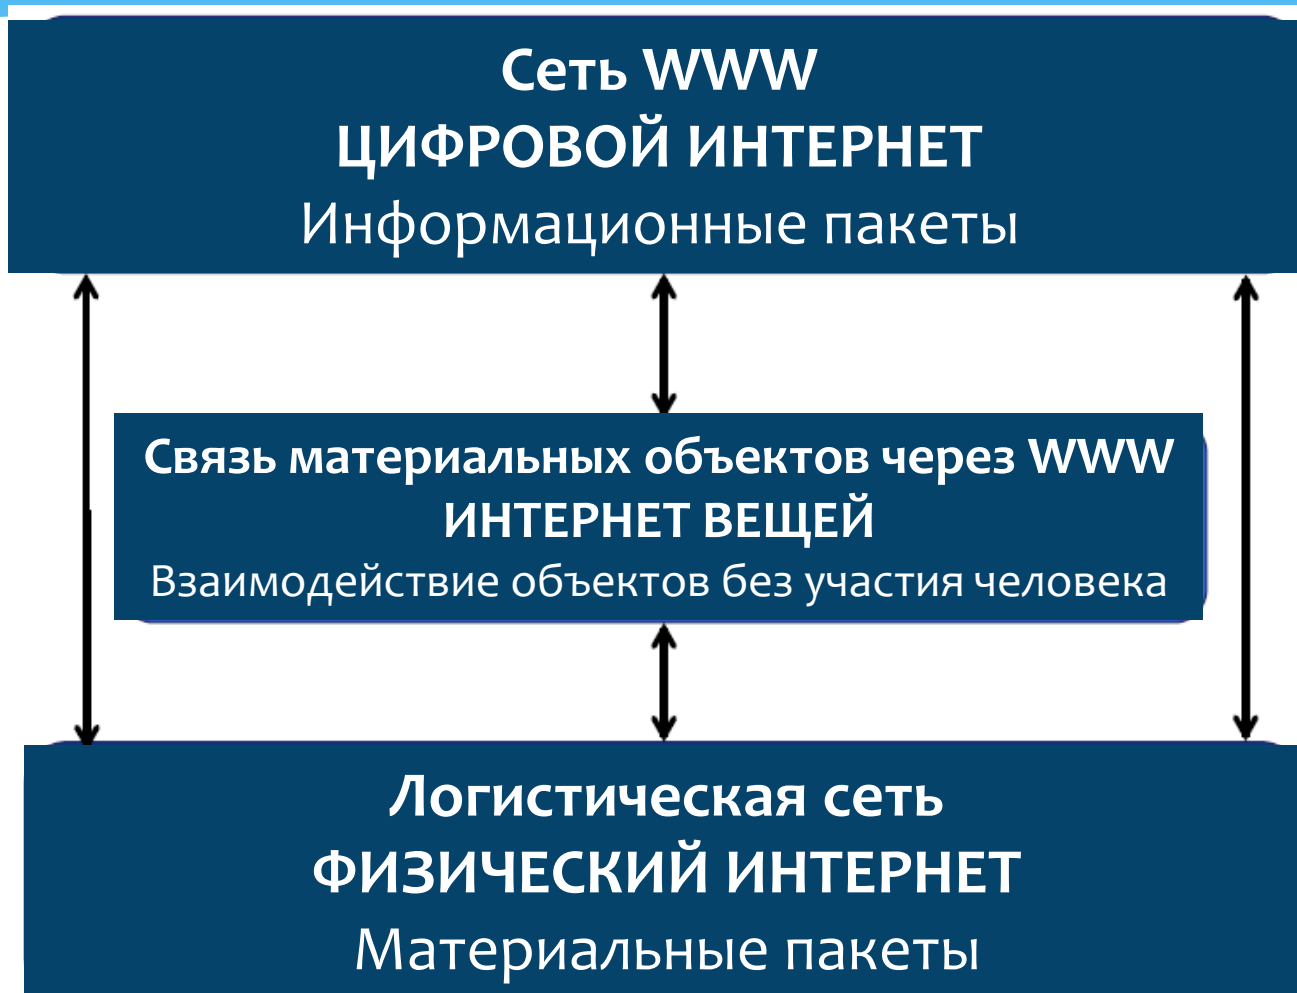 Сеть WWW
ЦИФРОВОЙ ИНТЕРНЕТ
Информационные пакеты
Связь материальных объектов через WWW
ИНТЕРНЕТ ВЕЩЕЙ
Взаимодействие объектов без участия человека
Логистическая сеть
ФИЗИЧЕСКИЙ ИНТЕРНЕТ
Материальные пакеты